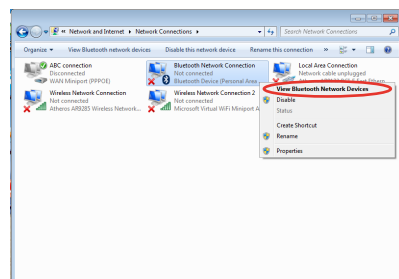 « Network and Internet ▸ Network Connections ▸
Search Network Connections
Organize ▾ View Bluetooth network devices Disable this network device Rename this connection »
ABC connection
Disconnected
WAN Miniport (PPPOE)
Bluetooth Network Connection
Not connected
Bluetooth Device (Personal Area
Local Area Connection
Network cable unplugged
Wireless Network Connection
Not connected
Atheros AR9285 Wireless Network...
Wireless Network Connection 2
Not connected
Microsoft Virtual WiFi Miniport A
View Bluetooth Network Devices
Disable
Status
Create Shortcut
Rename
Properties